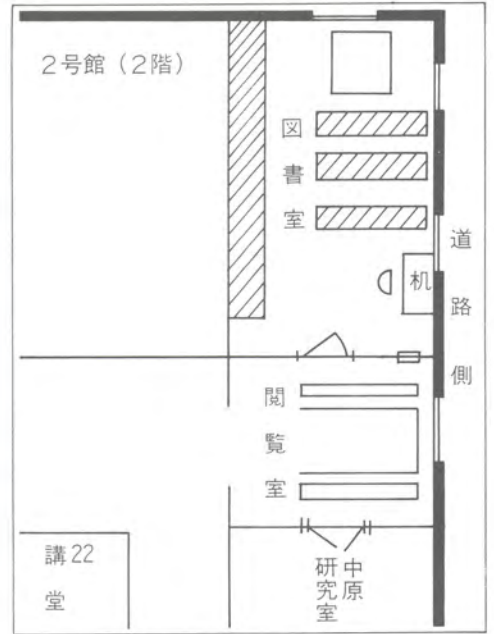 2号館（2階）
図書室
机
道路側
閲覧室
中原研究室
講22堂